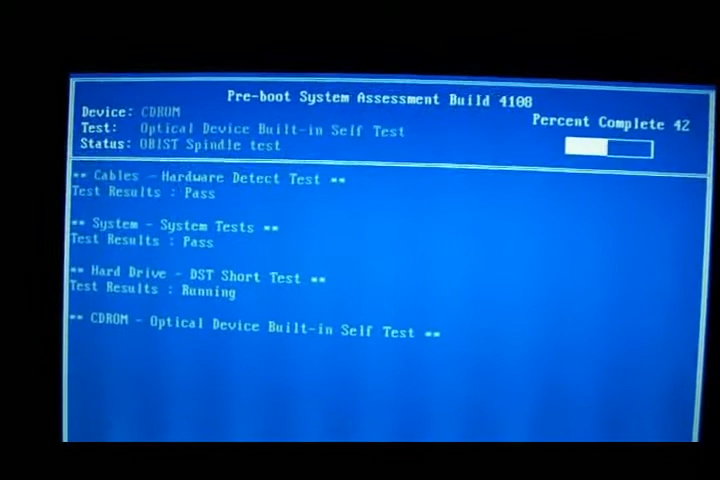 Pre-boot System Assessment Build 4108
Device: CDROM
Percent Complete 42
Test: Optical Device Built-in Self Test
Status: OBIST Spindle test
** Cables - Hardware Detect Test **
Test Results : Pass
** System - System Tests **
Test Results : Pass
** Hard Drive - DST Short Test **
Test Results : Running
** CDROM - Optical Device Built-in Self Test **